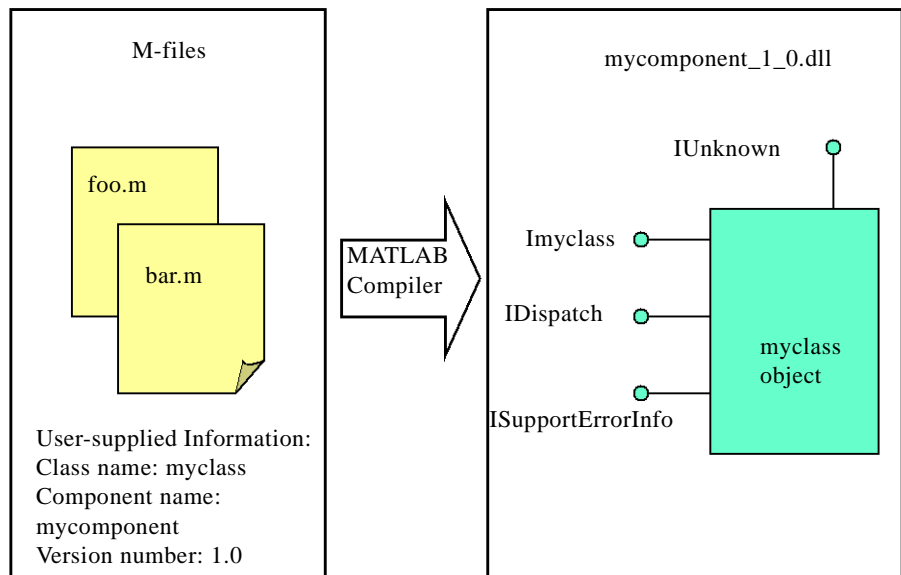 M-files
foo.m
bar.m
User-supplied Information:
Class name: myclass
Component name:
mycomponent
Version number: 1.0
MATLAB
Compiler
mycomponent_1_0.dll
IUnknown
Imyclass
IDispatch
ISupportErrorInfo
myclass
object